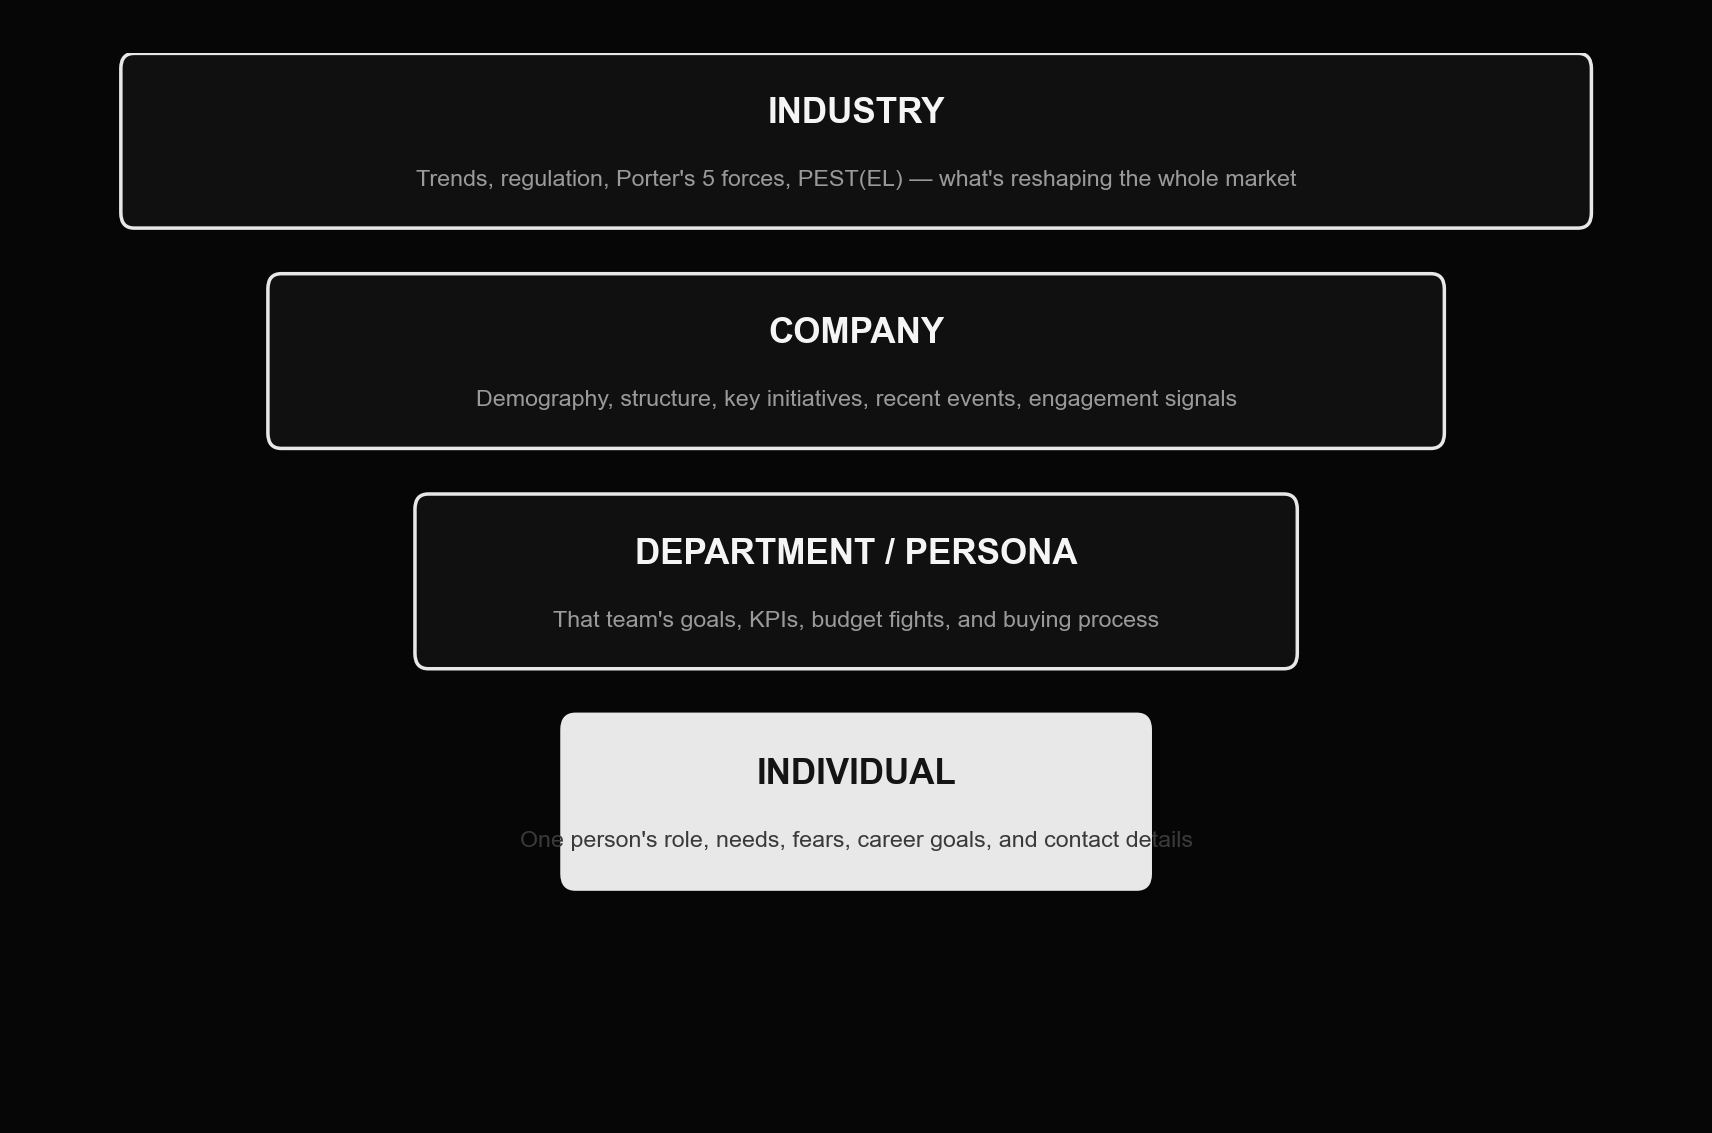 INDUSTRY
Trends, regulation, Porter's 5 forces, PEST(EL) — what's reshaping the whole market
COMPANY
Demography, structure, key initiatives, recent events, engagement signals
DEPARTMENT / PERSONA
That team's goals, KPIs, budget fights, and buying process
INDIVIDUAL
One person's role, needs, fears, career goals, and contact details